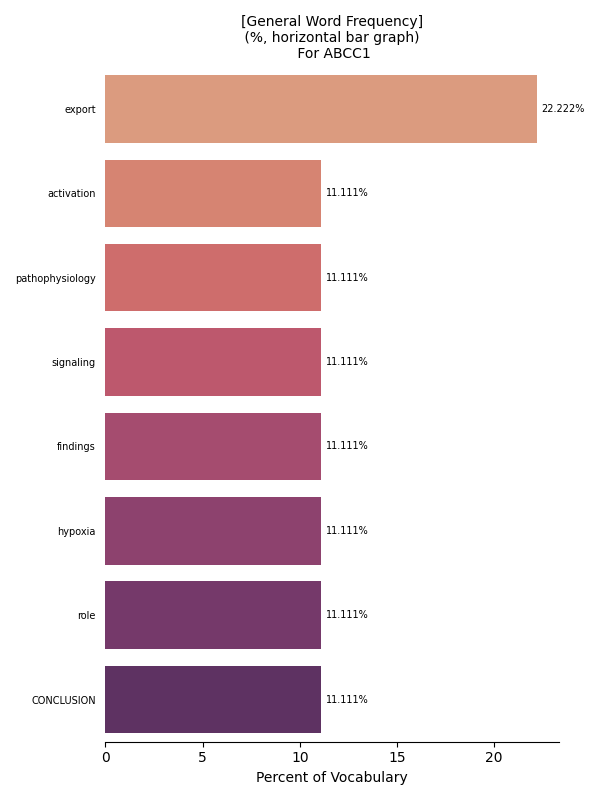 [General Word Frequency]
(%, horizontal bar graph)
For ABCC1
export 22.222%
activation 11.111%
pathophysiology 11.111%
signaling 11.111%
findings 11.111%
hypoxia 11.111%
role 11.111%
CONCLUSION 11.111%
0 5 10 15 20
Percent of Vocabulary